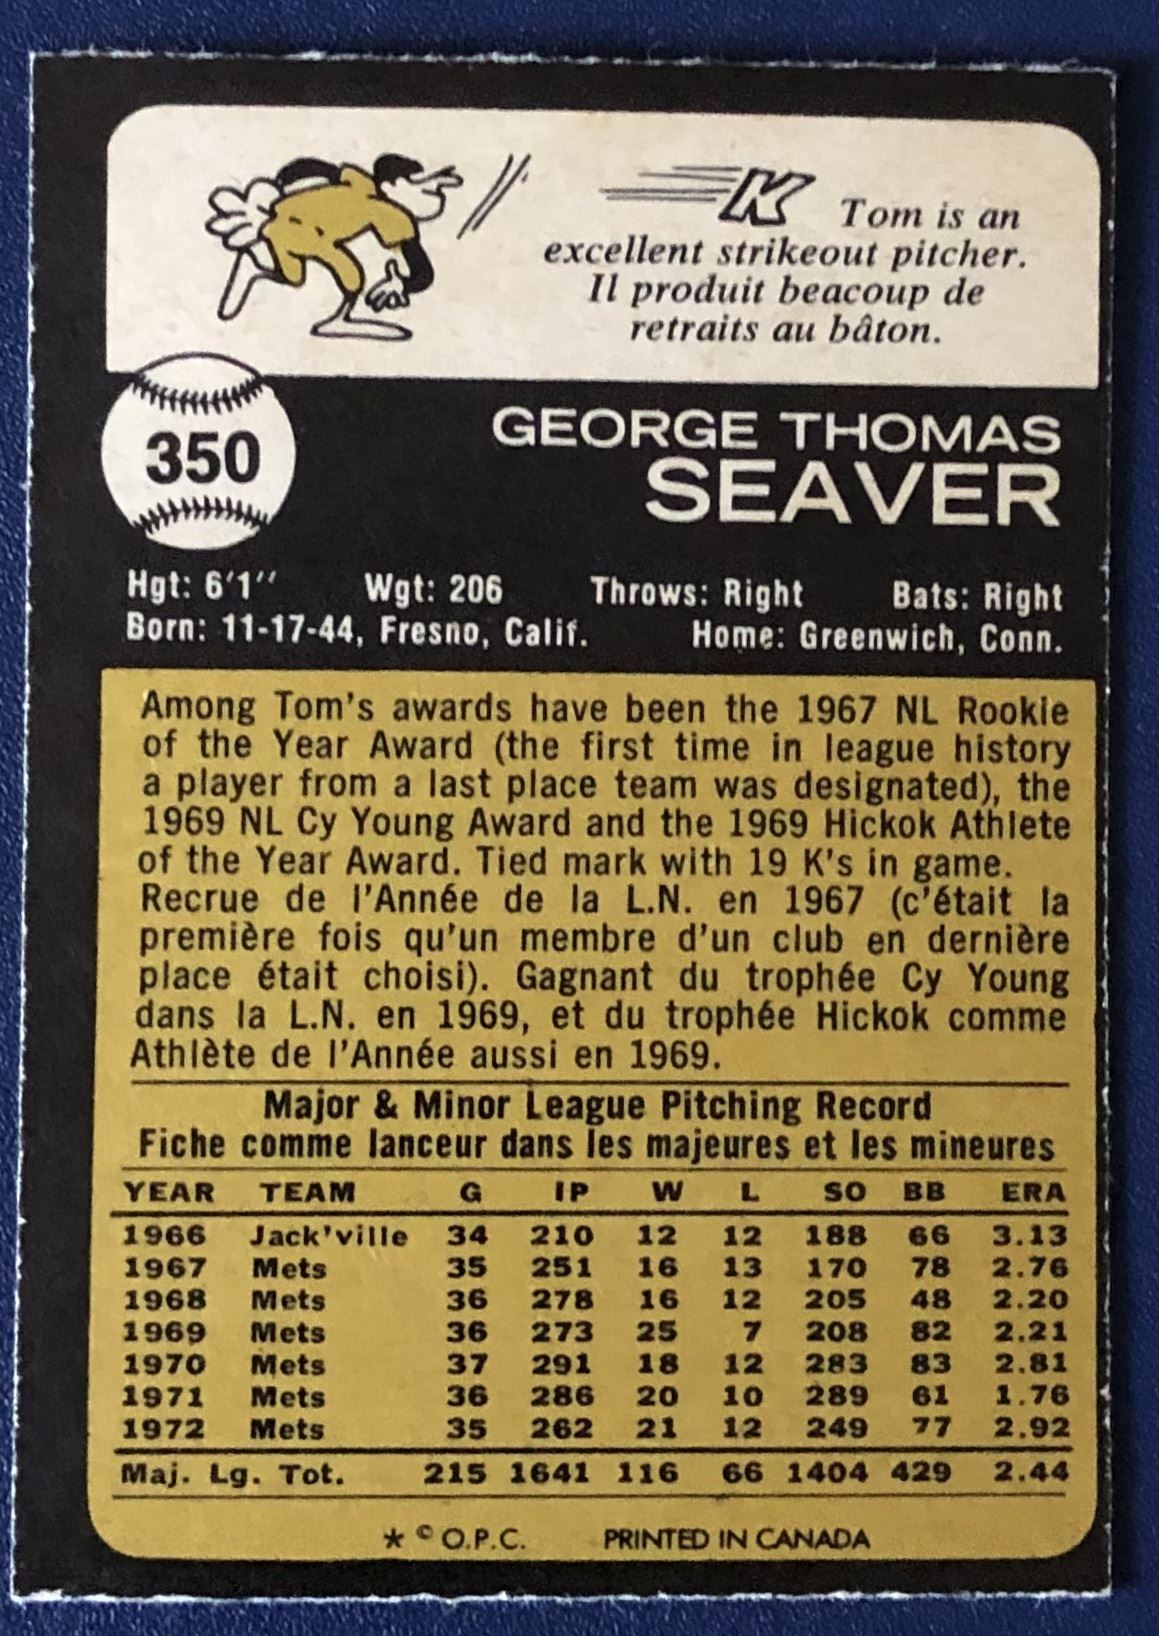 K Tom is an
excellent strikeout pitcher.
Il produit beacoup de
retraits au bâton.
350
GEORGE THOMAS
SEAVER
Hgt: 6'1'' Wgt: 206 Throws: Right Bats: Right
Born: 11-17-44, Fresno, Calif. Home: Greenwich, Conn.
Among Tom's awards have been the 1967 NL Rookie
of the Year Award (the first time in league history
a player from a last place team was designated), the
1969 NL Cy Young Award and the 1969 Hickok Athlete
of the Year Award. Tied mark with 19 K's in game.
Recrue de l'Année de la L.N. en 1967 (c'était la
première fois qu'un membre d'un club en dernière
place était choisi). Gagnant du trophée Cy Young
dans la L.N. en 1969, et du trophée Hickok comme
Athlète de l'Année aussi en 1969.
Major & Minor League Pitching Record
Fiche comme lanceur dans les majeures et les mineures
YEAR TEAM G IP W L SO BB ERA
1966 Jack'ville 34 210 12 12 188 66 3.13
1967 Mets 35 251 16 13 170 78 2.76
1968 Mets 36 278 16 12 205 48 2.20
1969 Mets 36 273 25 7 208 82 2.21
1970 Mets 37 291 18 12 283 83 2.81
1971 Mets 36 286 20 10 289 61 1.76
1972 Mets 35 262 21 12 249 77 2.92
Maj. Lg. Tot. 215 1641 116 66 1404 429 2.44
* © O.P.C. PRINTED IN CANADA